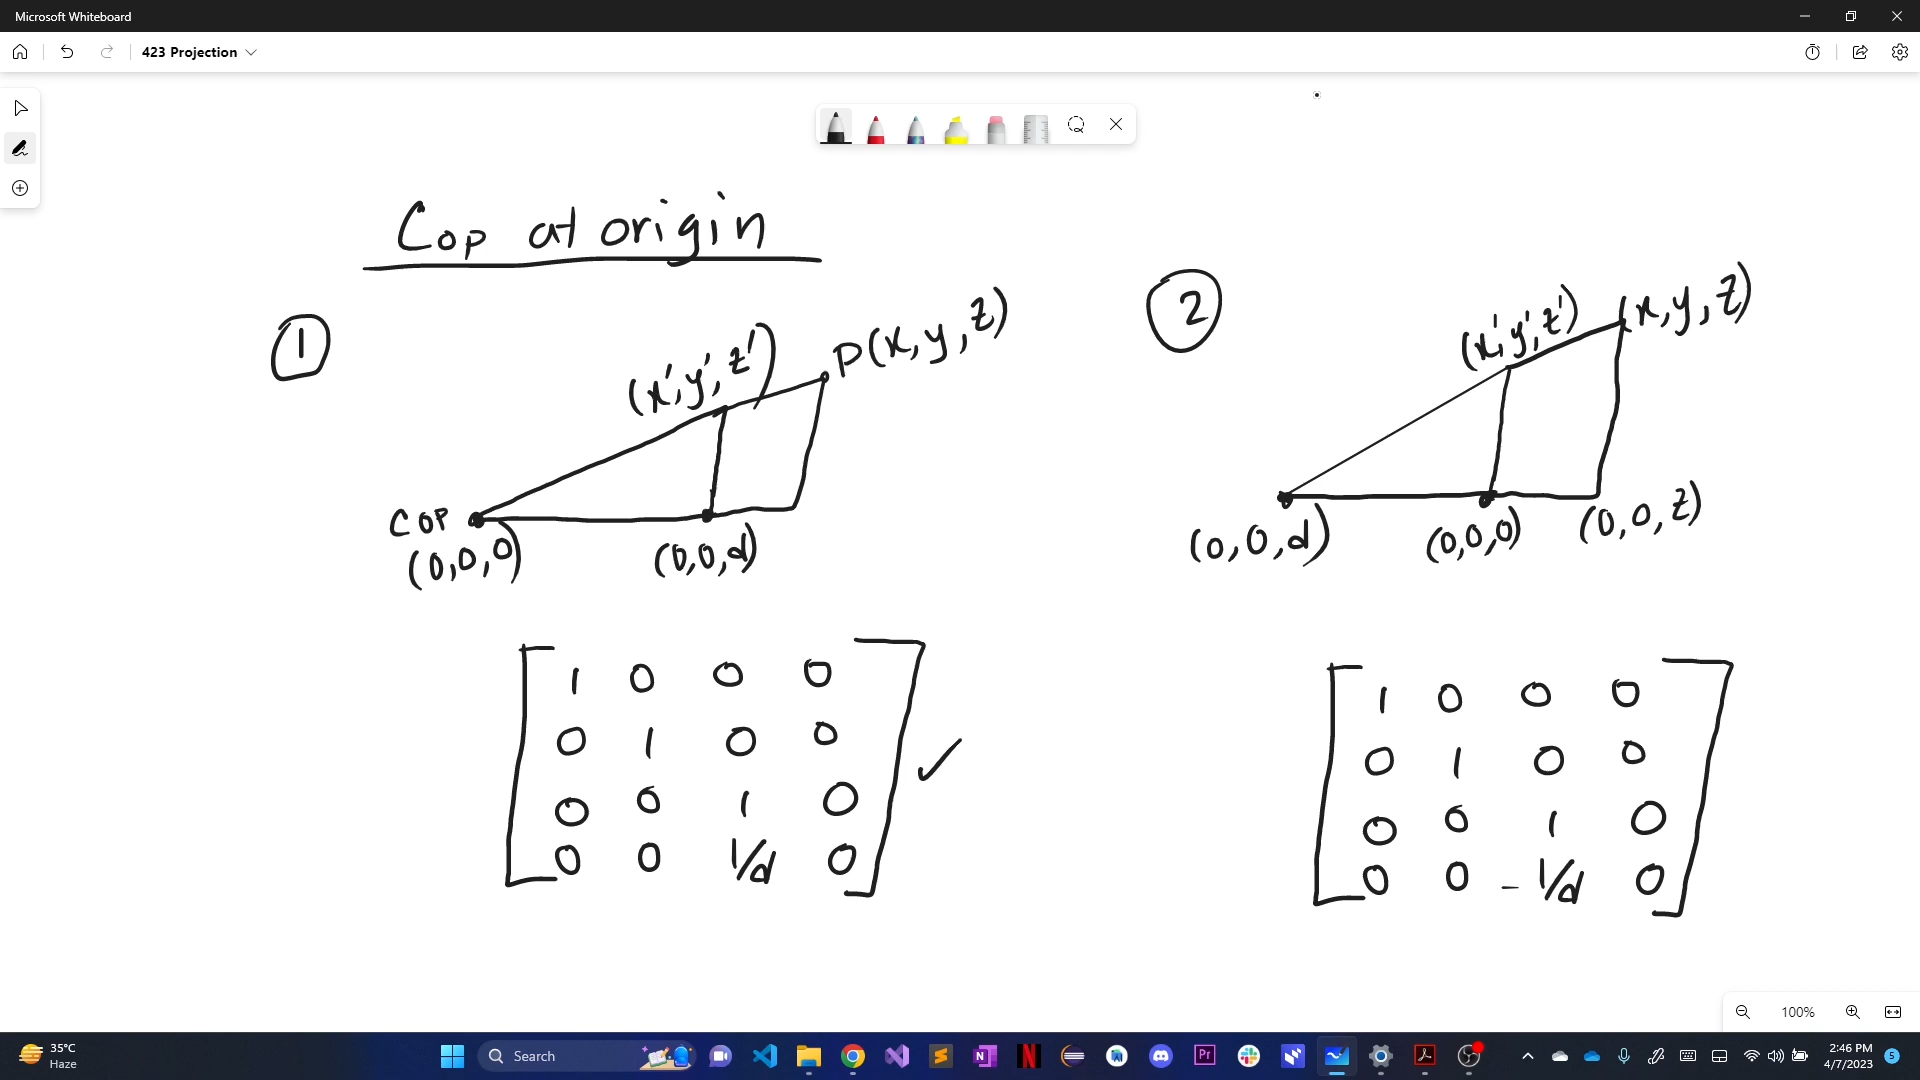 Microsoft Whiteboard
423 Projection
Cop at origin
1
(x', y', z')
P(x, y, z)
COP
(0,0,0)
(0,0,d)
1 0 0 0
0 1 0 0
0 0 1 0
0 0 1/d 0
2
(x', y', z')
(x, y, z)
(0,0,d)
(0,0,0)
(0,0,z)
1 0 0 0
0 1 0 0
0 0 1 0
0 0 -1/d 0
100%
35°C
Haze
Search
N
N
Pr
2:46 PM
4/7/2023
5